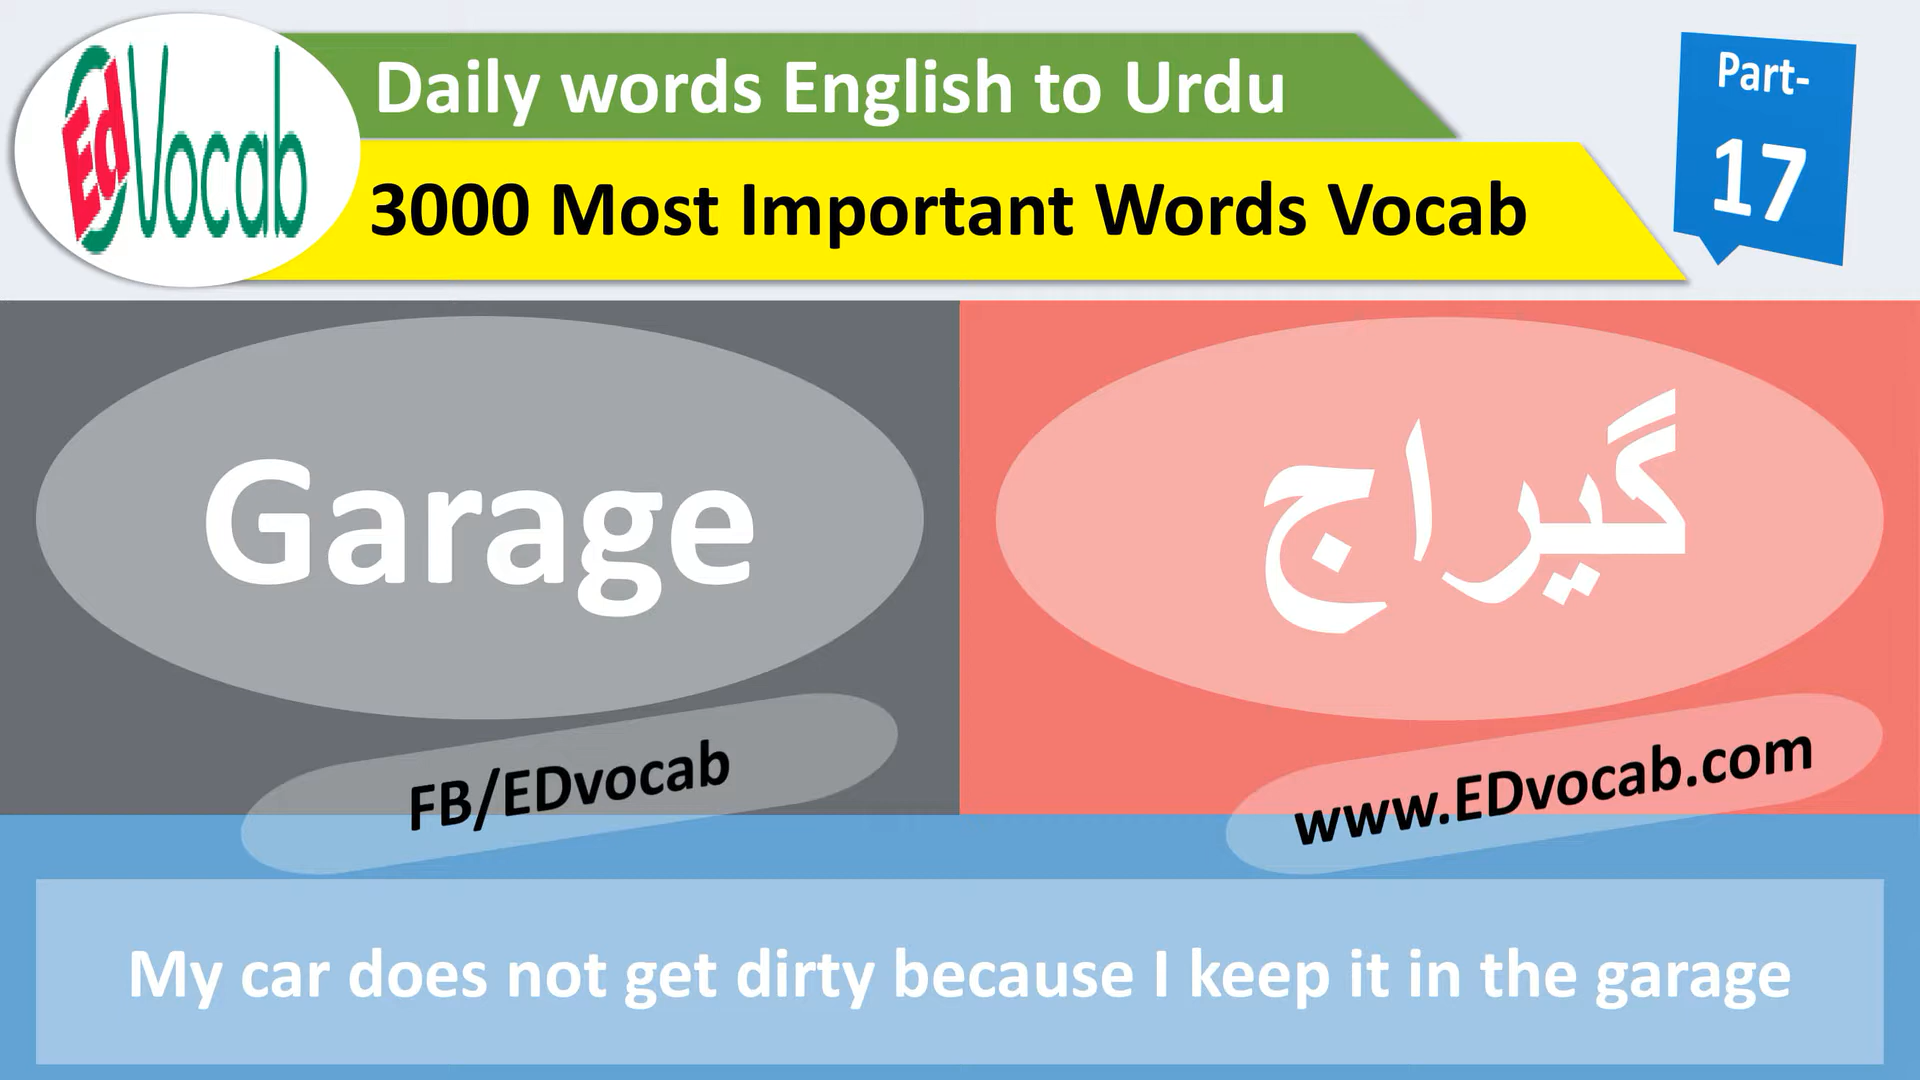 EdVocab
Daily words English to Urdu
3000 Most Important Words Vocab
Part-
17
Garage
گیراج
FB/EDvocab
www.EDvocab.com
My car does not get dirty because I keep it in the garage